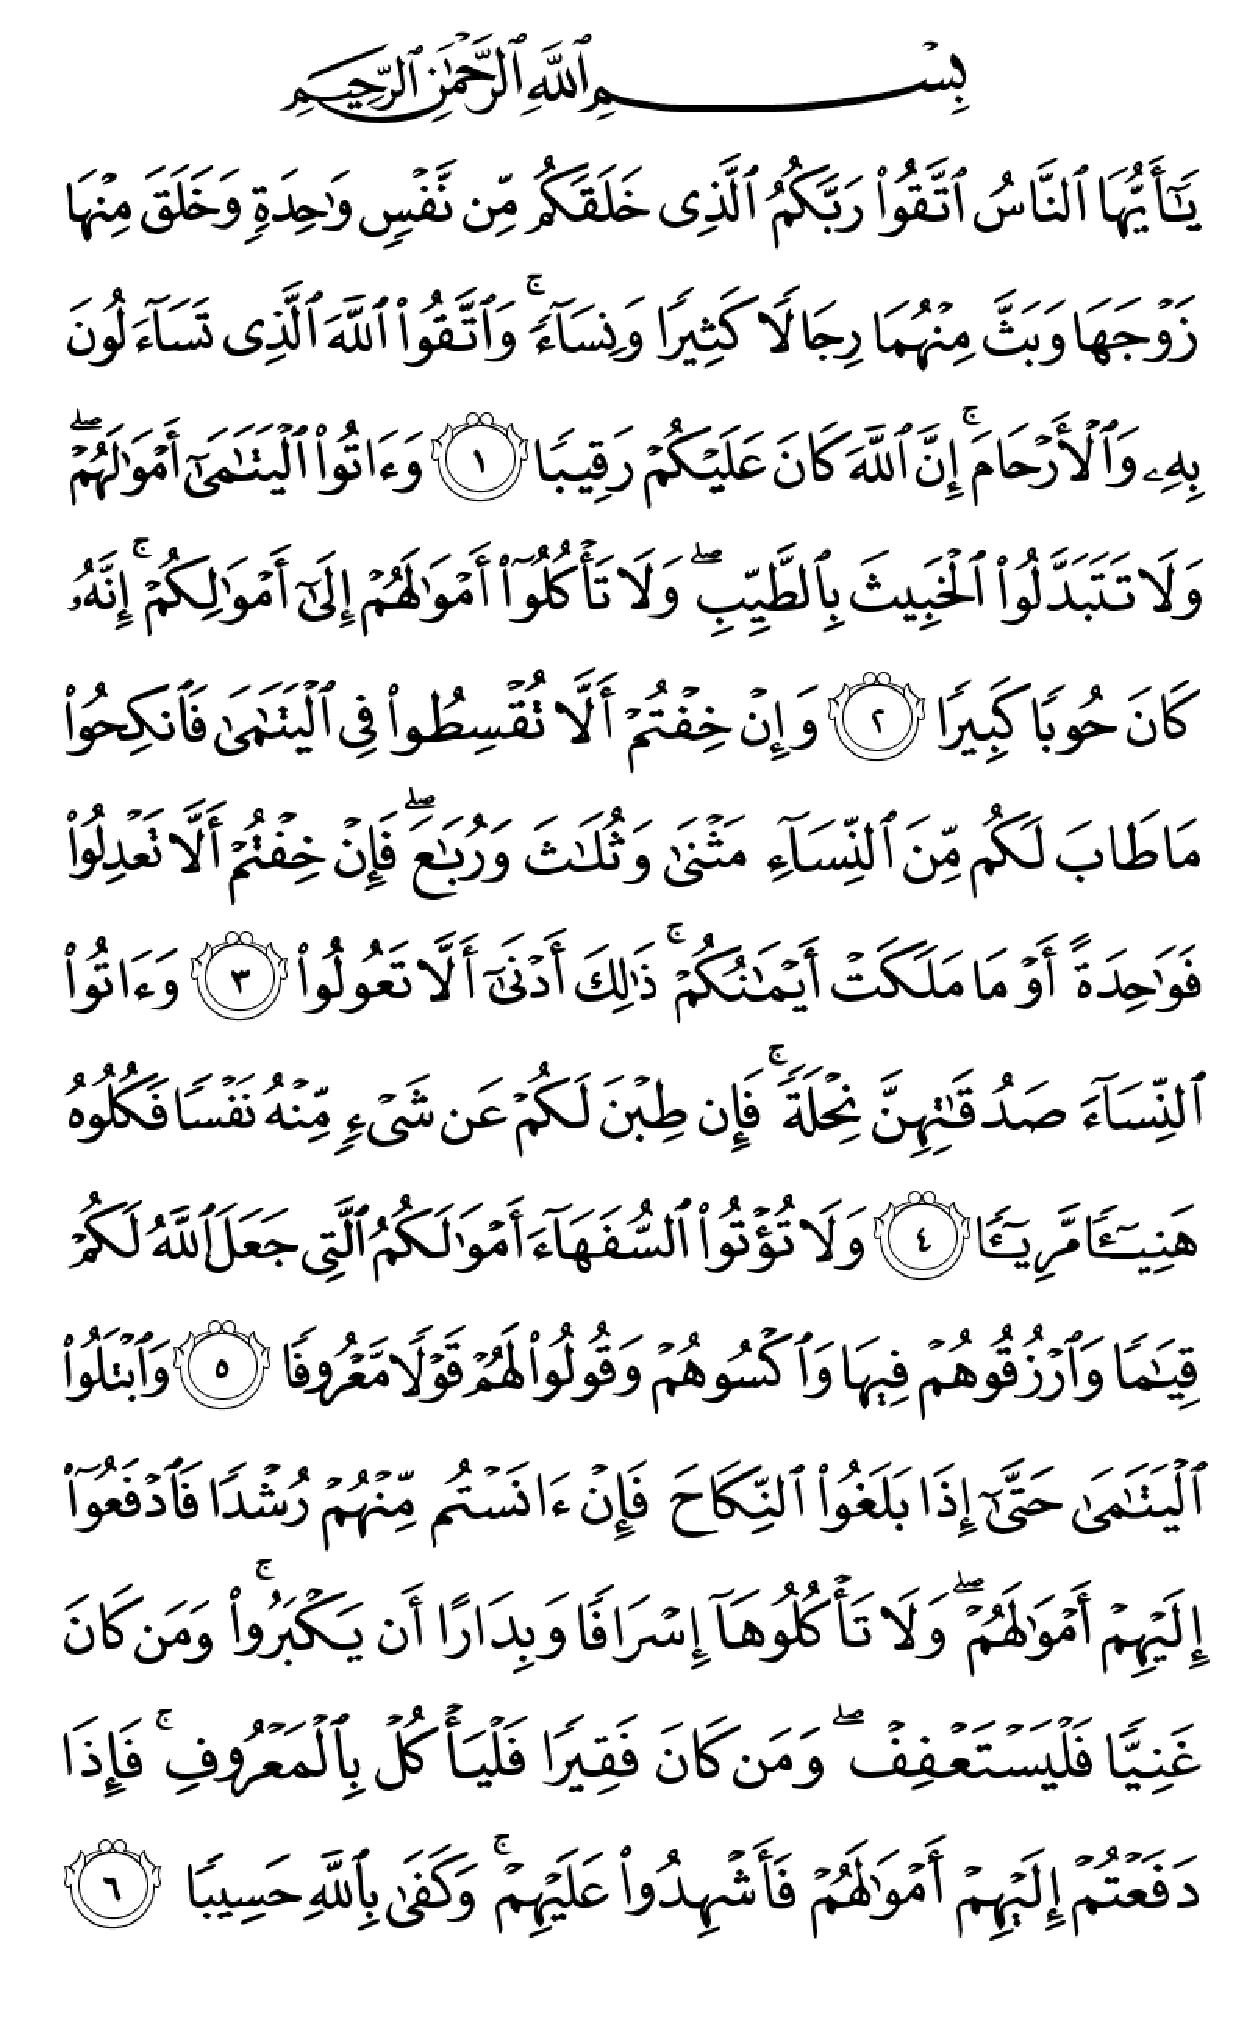 بِسْمِ ٱللَّهِ ٱلرَّحْمَٰنِ ٱلرَّحِيمِ
يَٰٓأَيُّهَا ٱلنَّاسُ ٱتَّقُوا۟ رَبَّكُمُ ٱلَّذِى خَلَقَكُم مِّن نَّفْسٍ وَٰحِدَةٍ وَخَلَقَ مِنْهَا
زَوْجَهَا وَبَثَّ مِنْهُمَا رِجَالًا كَثِيرًا وَنِسَآءً ۚ وَٱتَّقُوا۟ ٱللَّهَ ٱلَّذِى تَسَآءَلُونَ
بِهِۦ وَٱلْأَرْحَامَ ۚ إِنَّ ٱللَّهَ كَانَ عَلَيْكُمْ رَقِيبًا ١ وَءَاتُوا۟ ٱلْيَتَٰمَىٰٓ أَمْوَٰلَهُمْ ۖ
وَلَا تَتَبَدَّلُوا۟ ٱلْخَبِيثَ بِٱلطَّيِّبِ ۖ وَلَا تَأْكُلُوٓا۟ أَمْوَٰلَهُمْ إِلَىٰٓ أَمْوَٰلِكُمْ ۚ إِنَّهُۥ
كَانَ حُوبًا كَبِيرًا ٢ وَإِنْ خِفْتُمْ أَلَّا تُقْسِطُوا۟ فِى ٱلْيَتَٰمَىٰ فَٱنكِحُوا۟
مَا طَابَ لَكُم مِّنَ ٱلنِّسَآءِ مَثْنَىٰ وَثُلَٰثَ وَرُبَٰعَ ۖ فَإِنْ خِفْتُمْ أَلَّا تَعْدِلُوا۟
فَوَٰحِدَةً أَوْ مَا مَلَكَتْ أَيْمَٰنُكُمْ ۚ ذَٰلِكَ أَدْنَىٰٓ أَلَّا تَعُولُوا۟ ٣ وَءَاتُوا۟
ٱلنِّسَآءَ صَدُقَٰتِهِنَّ نِحْلَةً ۚ فَإِن طِبْنَ لَكُمْ عَن شَىْءٍ مِّنْهُ نَفْسًا فَكُلُوهُ
هَنِيٓـًٔا مَّرِيٓـًٔا ٤ وَلَا تُؤْتُوا۟ ٱلسُّفَهَآءَ أَمْوَٰلَكُمُ ٱلَّتِى جَعَلَ ٱللَّهُ لَكُمْ
قِيَٰمًا وَٱرْزُقُوهُمْ فِيهَا وَٱكْسُوهُمْ وَقُولُوا۟ لَهُمْ قَوْلًا مَّعْرُوفًا ٥ وَٱبْتَلُوا۟
ٱلْيَتَٰمَىٰ حَتَّىٰٓ إِذَا بَلَغُوا۟ ٱلنِّكَاحَ فَإِنْ ءَانَسْتُم مِّنْهُمْ رُشْدًا فَٱدْفَعُوٓا۟
إِلَيْهِمْ أَمْوَٰلَهُمْ ۖ وَلَا تَأْكُلُوهَآ إِسْرَافًا وَبِدَارًا أَن يَكْبَرُوا۟ ۚ وَمَن كَانَ
غَنِيًّا فَلْيَسْتَعْفِفْ ۖ وَمَن كَانَ فَقِيرًا فَلْيَأْكُلْ بِٱلْمَعْرُوفِ ۚ فَإِذَا
دَفَعْتُمْ إِلَيْهِمْ أَمْوَٰلَهُمْ فَأَشْهِدُوا۟ عَلَيْهِمْ ۚ وَكَفَىٰ بِٱللَّهِ حَسِيبًا ٦